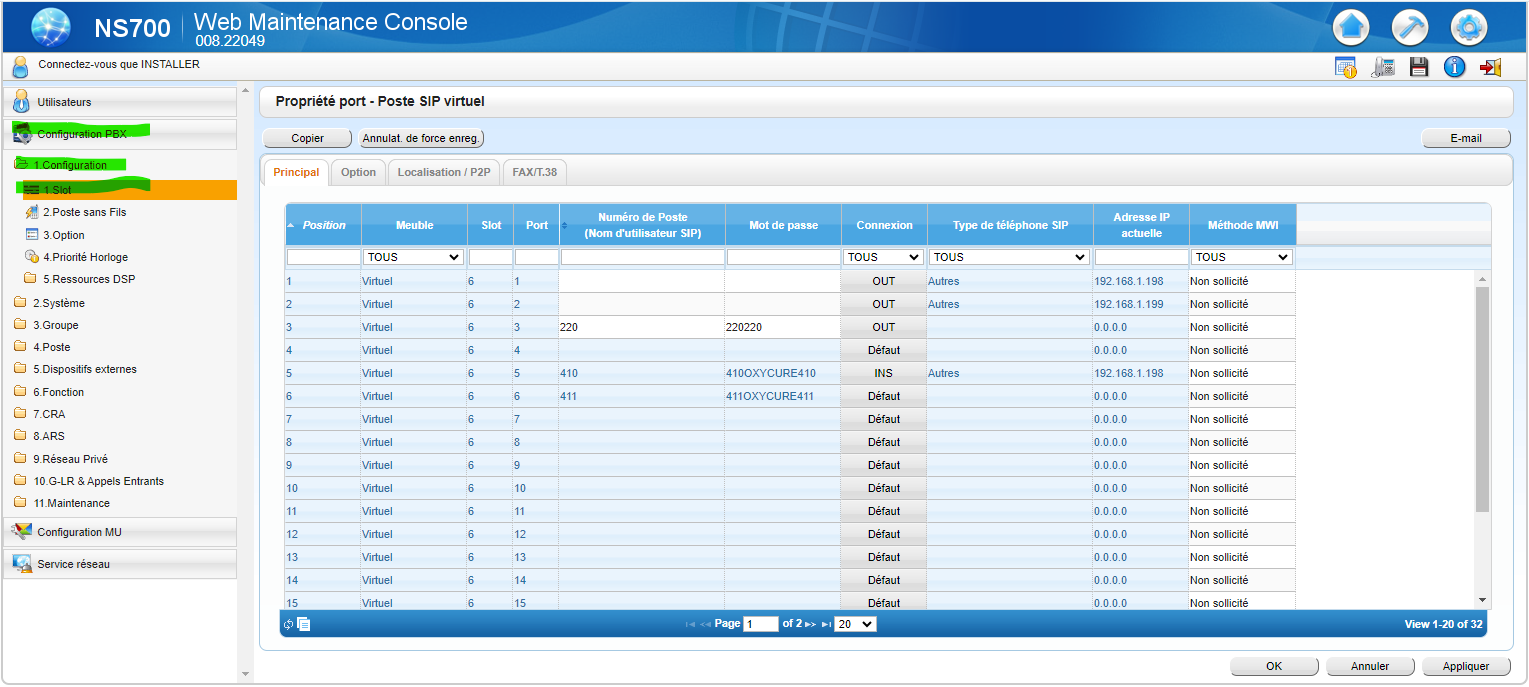 NS700
Web Maintenance Console
008.22049
Connectez-vous que INSTALLER
Utilisateurs
Configuration PBX
1.Configuration
1.Slot
2.Poste sans Fils
3.Option
4.Priorité Horloge
5.Ressources DSP
2.Système
3.Groupe
4.Poste
5.Dispositifs externes
6.Fonction
7.CRA
8.ARS
9.Réseau Privé
10.G-LR & Appels Entrants
11.Maintenance
Configuration MU
Service réseau
Propriété port - Poste SIP virtuel
Copier Annulat. de force enreg. E-mail
Principal Option Localisation / P2P FAX/T.38
Position Meuble Slot Port Numéro de Poste (Nom d'utilisateur SIP) Mot de passe Connexion Type de téléphone SIP Adresse IP actuelle Méthode MWI
TOUS TOUS TOUS TOUS
1 Virtuel 6 1 OUT Autres 192.168.1.198 Non sollicité
2 Virtuel 6 2 OUT Autres 192.168.1.199 Non sollicité
3 Virtuel 6 3 220 220220 OUT 0.0.0.0 Non sollicité
4 Virtuel 6 4 Défaut 0.0.0.0 Non sollicité
5 Virtuel 6 5 410 410OXYCURE410 INS Autres 192.168.1.198 Non sollicité
6 Virtuel 6 6 411 411OXYCURE411 Défaut 0.0.0.0 Non sollicité
7 Virtuel 6 7 Défaut 0.0.0.0 Non sollicité
8 Virtuel 6 8 Défaut 0.0.0.0 Non sollicité
9 Virtuel 6 9 Défaut 0.0.0.0 Non sollicité
10 Virtuel 6 10 Défaut 0.0.0.0 Non sollicité
11 Virtuel 6 11 Défaut 0.0.0.0 Non sollicité
12 Virtuel 6 12 Défaut 0.0.0.0 Non sollicité
13 Virtuel 6 13 Défaut 0.0.0.0 Non sollicité
14 Virtuel 6 14 Défaut 0.0.0.0 Non sollicité
15 Virtuel 6 15 Défaut 0.0.0.0 Non sollicité
Page 1 of 2 20 View 1-20 of 32
OK Annuler Appliquer